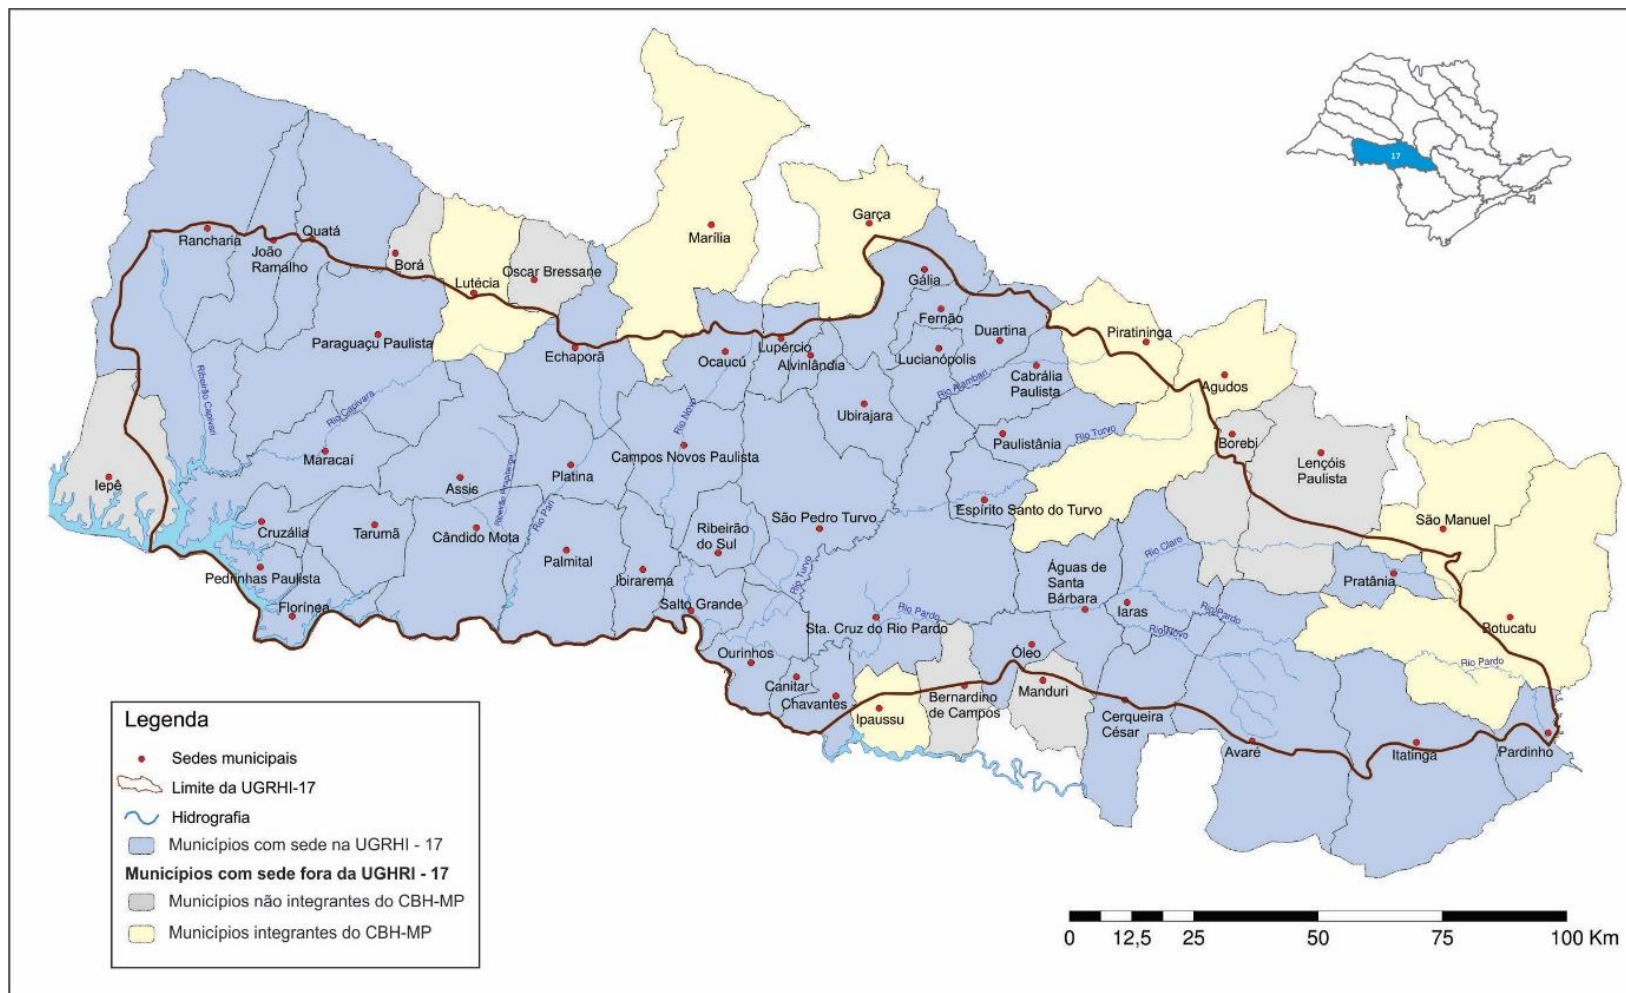 17
Garça
Marília
Rancharia
João
Ramalho
Quatá
Borá
Lutécia
Oscar Bressane
Gália
Fernão
Duartina
Piratininga
Paraguaçu Paulista
Echaporã
Ocauçú
Lupércio
Alvinlândia
Lucianópolis
Cabrália
Paulista
Agudos
Ribeirão Capivari
Rio Capivara
Rio Novo
Rio Alambari
Ubirajara
Paulistânia
Rio Turvo
Borebi
Lençóis
Paulista
Maracaí
Campos Novos Paulista
Iepê
Assis
Platina
Rio Pari
Espírito Santo do Turvo
São Manuel
Cruzália
Tarumã
Cândido Mota
Ribeirão
do Sul
São Pedro Turvo
Rio Claro
Palmital
Ibirarema
Rio Turvo
Águas de
Santa
Bárbara
Pratânia
Pedrinhas Paulista
Florínea
Salto Grande
Rio Pardo
Sta. Cruz do Rio Pardo
Iaras
Rio Pardo
Rio Novo
Botucatu
Ourinhos
Óleo
Rio Pardo
Canitar
Chavantes
Ipaussu
Bernardino
de Campos
Manduri
Cerqueira
César
Avaré
Itatinga
Pardinho
Legenda
Sedes municipais
Limite da UGRHI-17
Hidrografia
Municípios com sede na UGRHI - 17
Municípios com sede fora da UGHRI - 17
Municípios não integrantes do CBH-MP
Municípios integrantes do CBH-MP
0 12,5 25 50 75 100 Km